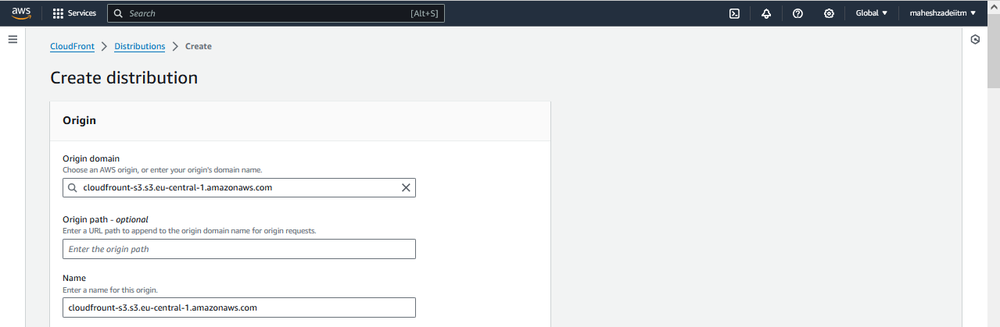 aws Services Search [Alt+S] Global maheshzadeiitm
CloudFront Distributions Create
Create distribution
Origin
Origin domain
Choose an AWS origin, or enter your origin's domain name.
cloudfrount-s3.s3.eu-central-1.amazonaws.com
Origin path - optional
Enter a URL path to append to the origin domain name for origin requests.
Enter the origin path
Name
Enter a name for this origin.
cloudfrount-s3.s3.eu-central-1.amazonaws.com